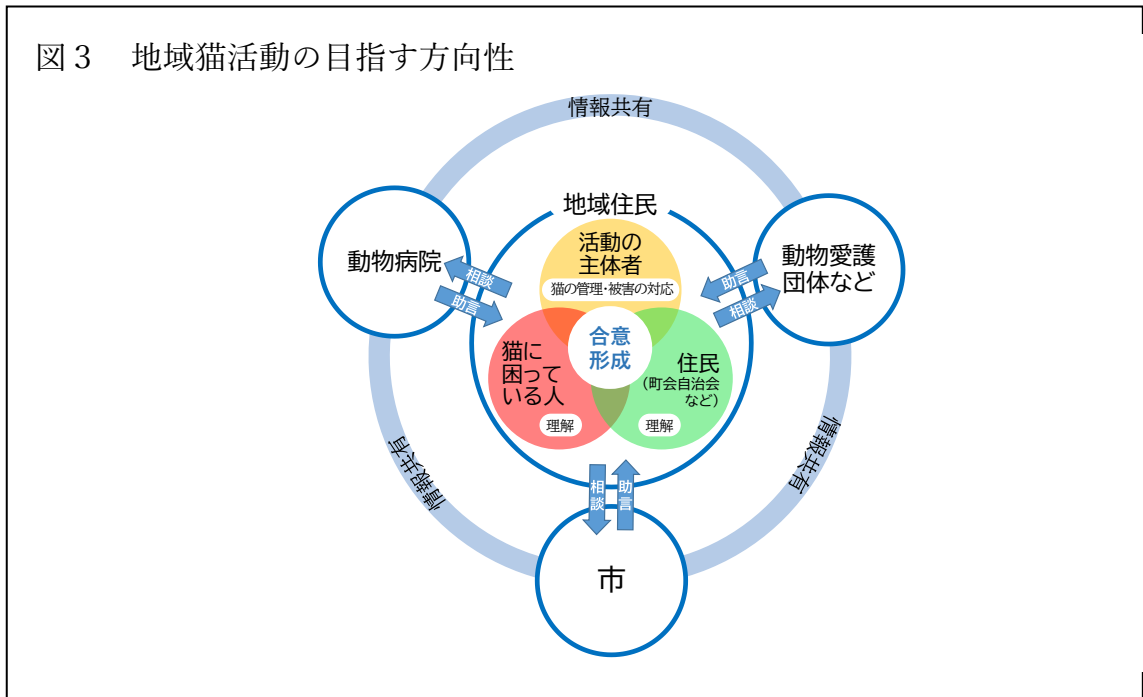 図３　地域猫活動の目指す方向性
情報共有
地域住民
動物病院
相談
助言
活動の
主体者
猫の管理・被害の対応
動物愛護
団体など
助言
相談
合意
形成
猫に
困って
いる人
理解
住民
(町会自治会
など)
理解
情報共有
情報共有
相談
助言
市